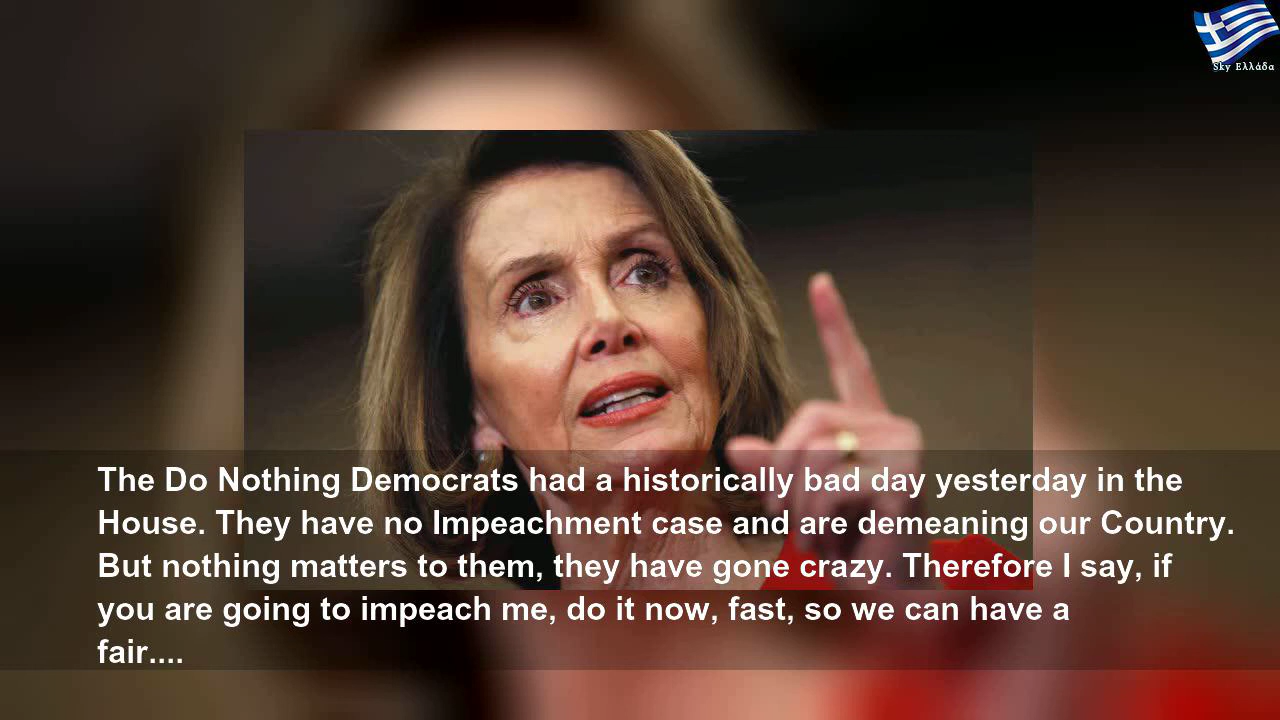 Sky Ελλάδα
The Do Nothing Democrats had a historically bad day yesterday in the
House. They have no Impeachment case and are demeaning our Country.
But nothing matters to them, they have gone crazy. Therefore I say, if
you are going to impeach me, do it now, fast, so we can have a
fair....